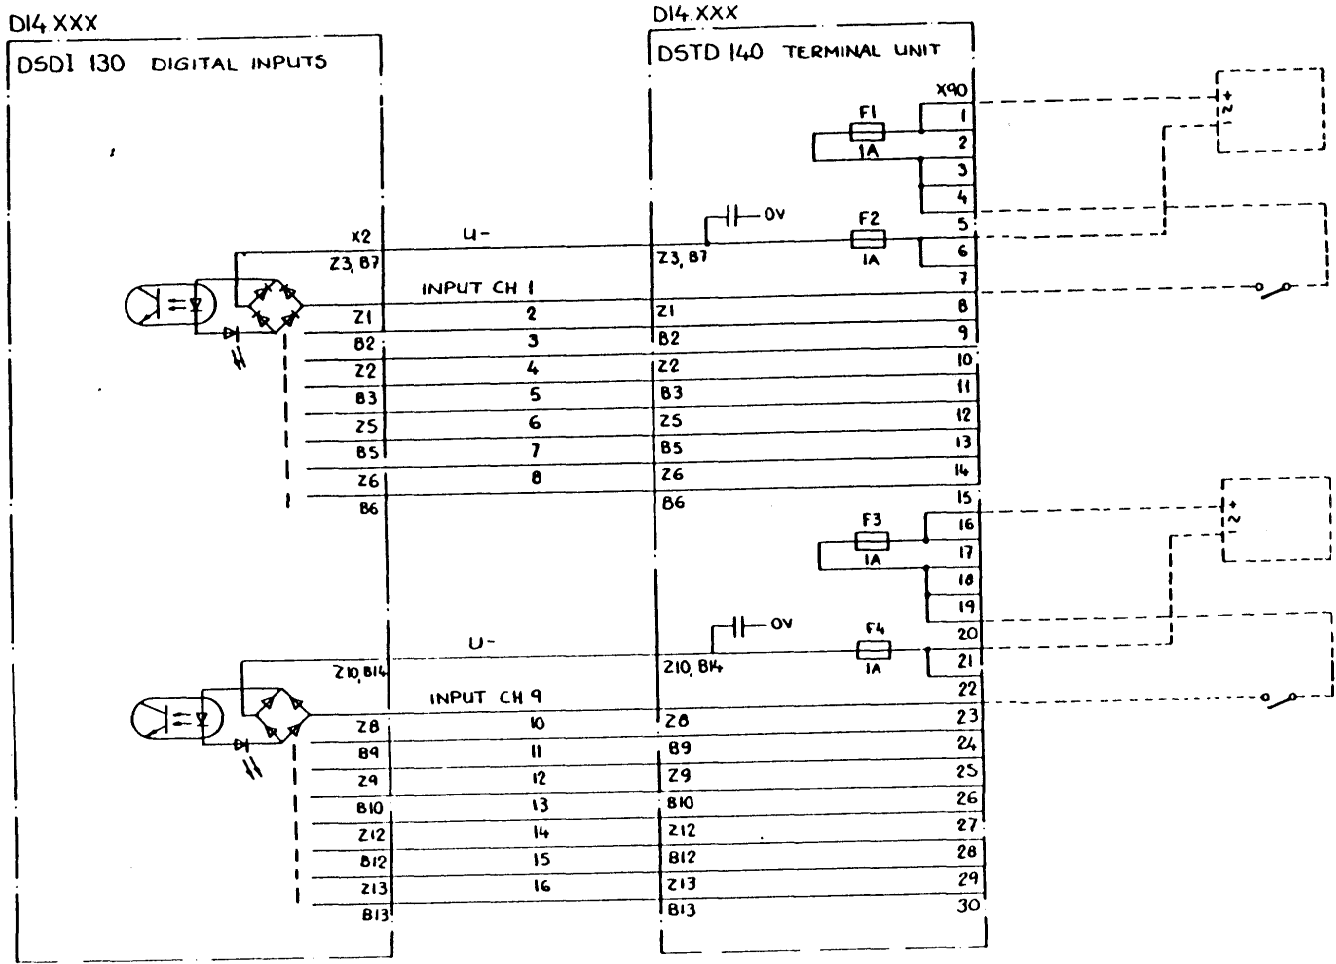 DI4 XXX
DI4.XXX
DSDI 130 DIGITAL INPUTS
DSTD 140 TERMINAL UNIT
X90
F1
1
+
~
-
1A
2
3
4
0V
F2
5
X2
U-
6
Z3, B7
Z3, B7
1A
7
INPUT CH 1
Z1
2
Z1
8
B2
3
B2
9
Z2
4
Z2
10
B3
5
B3
11
Z5
6
Z5
12
B5
7
B5
13
Z6
8
Z6
14
B6
B6
15
F3
16
+
~
-
1A
17
18
19
0V
F4
20
U-
Z10, B14
Z10, B14
1A
21
22
INPUT CH 9
Z8
10
Z8
23
B9
11
B9
24
Z9
12
Z9
25
B10
13
B10
26
Z12
14
Z12
27
B12
15
B12
28
Z13
16
Z13
29
B13
B13
30